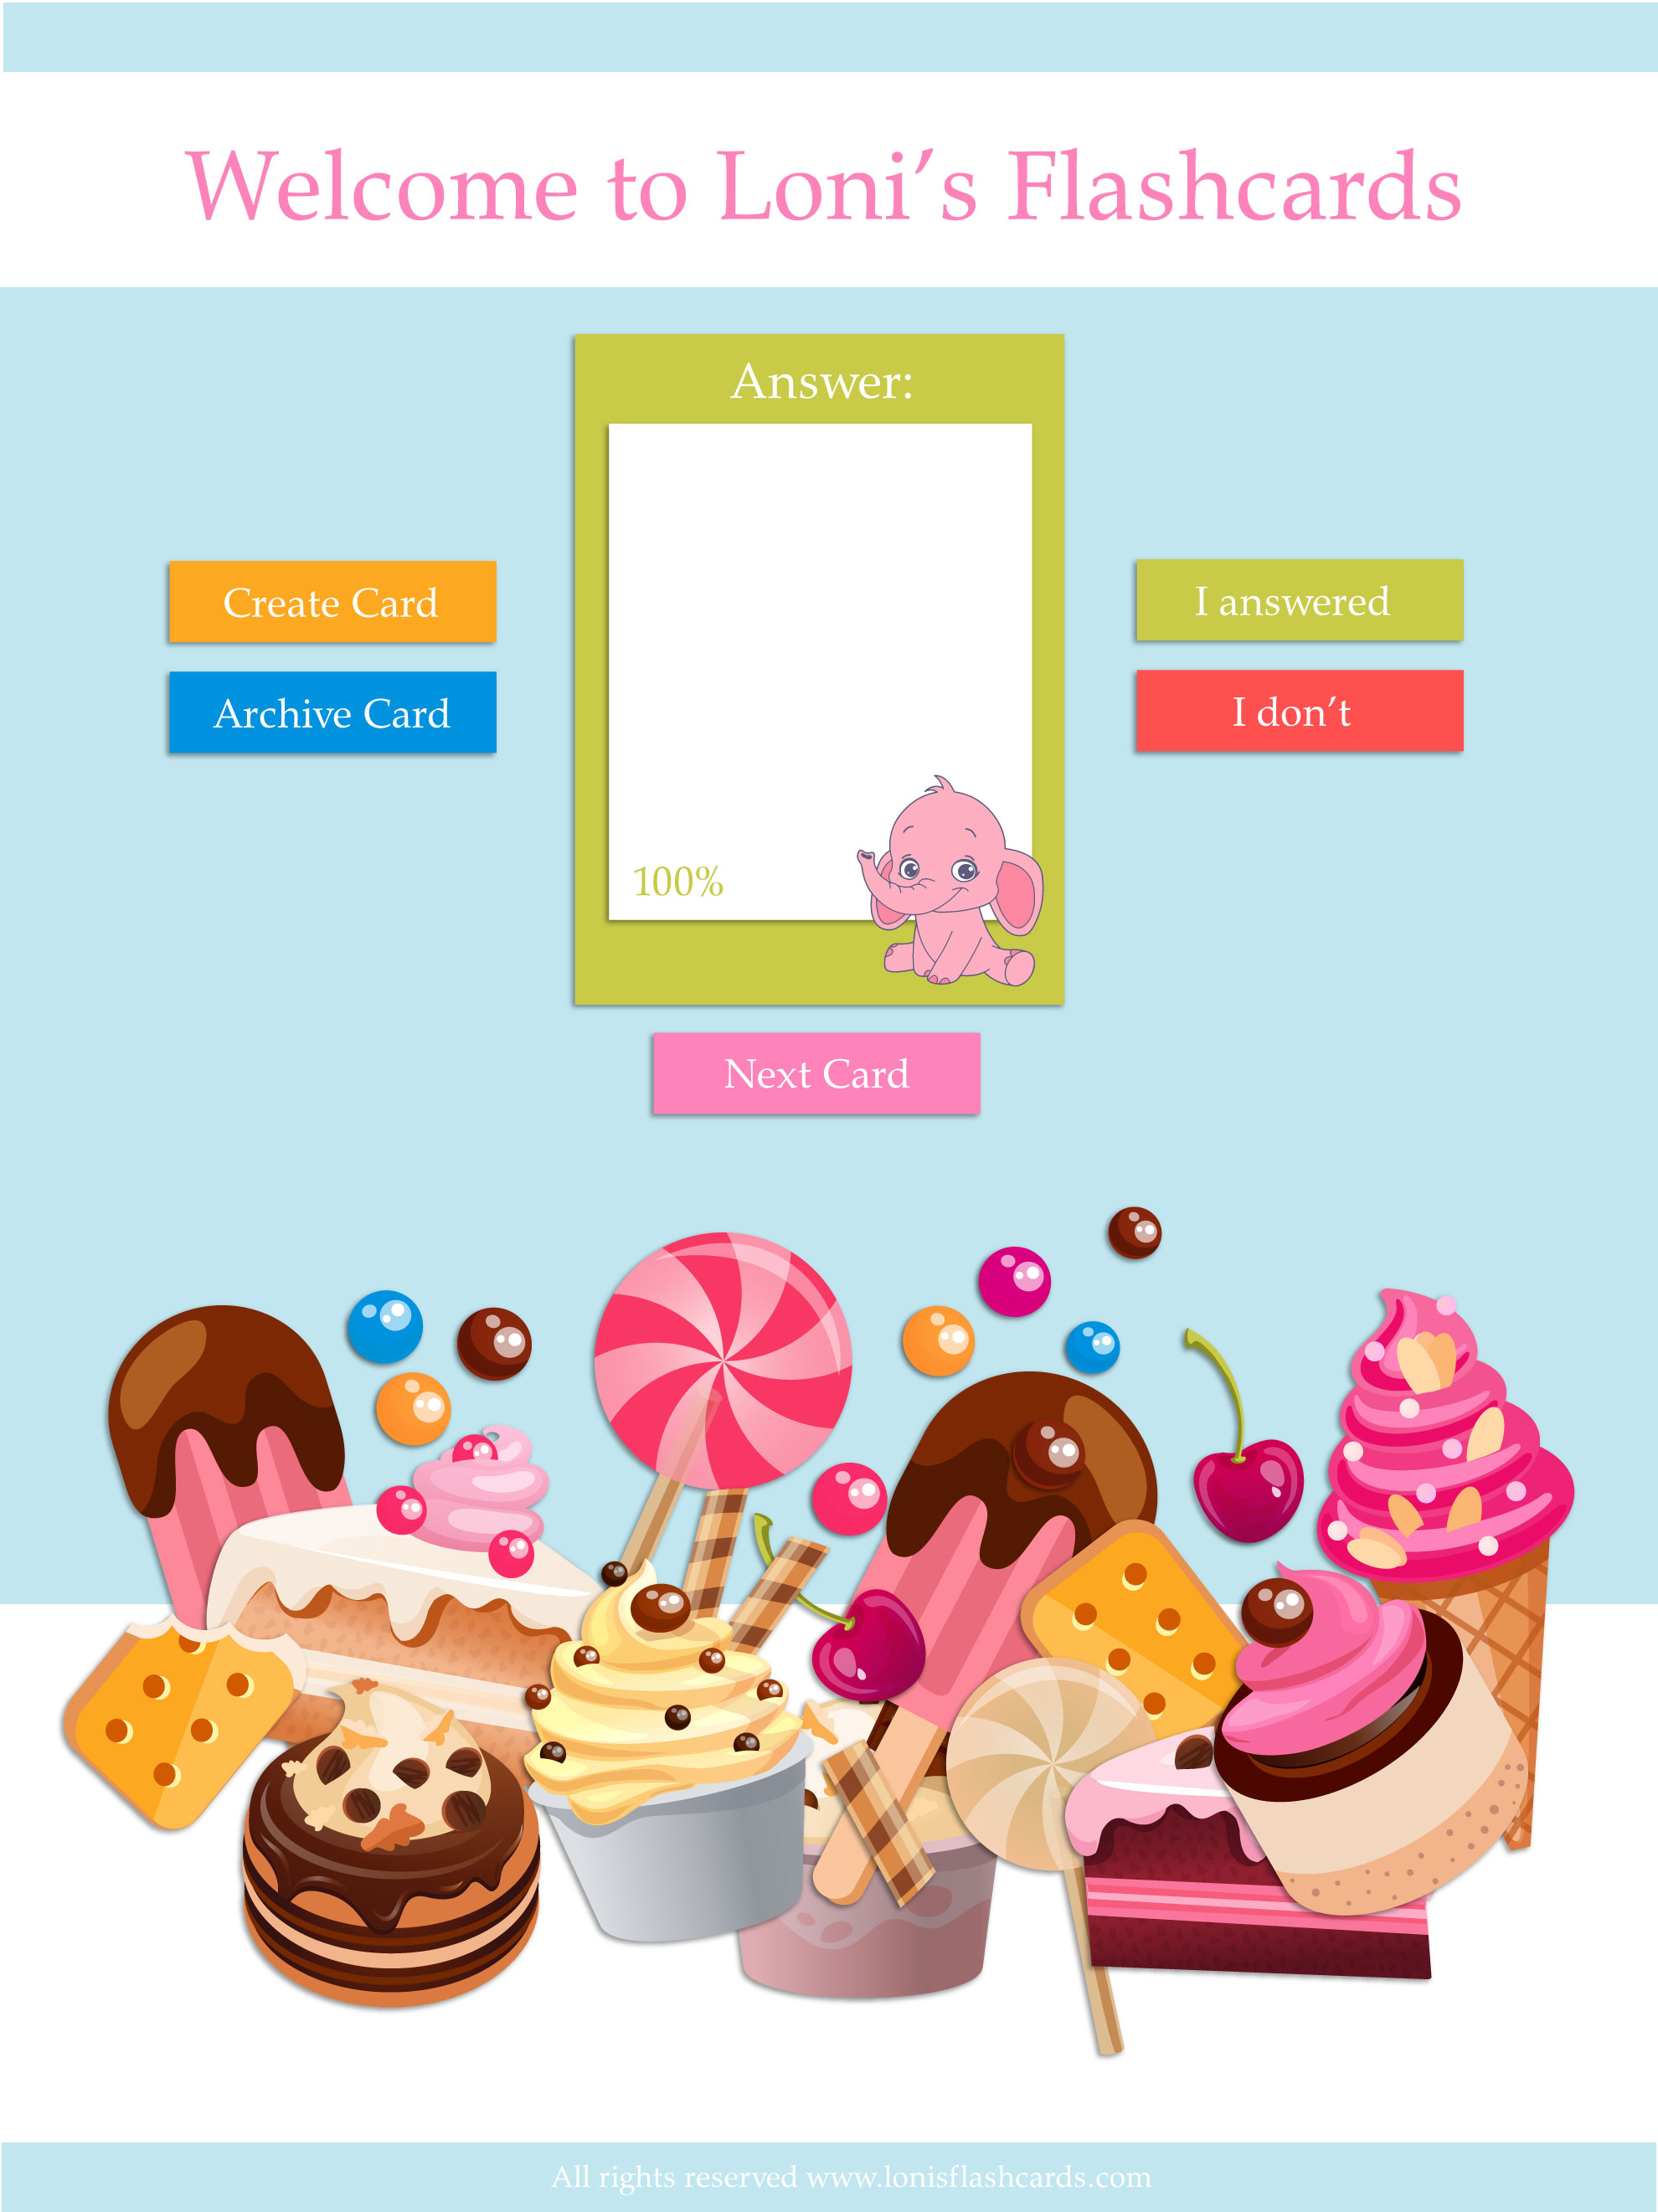 Welcome to Loni’s Flashcards
Answer:
Create Card
Archive Card
I answered
I don’t
100%
Next Card
All rights reserved www.lonisflashcards.com